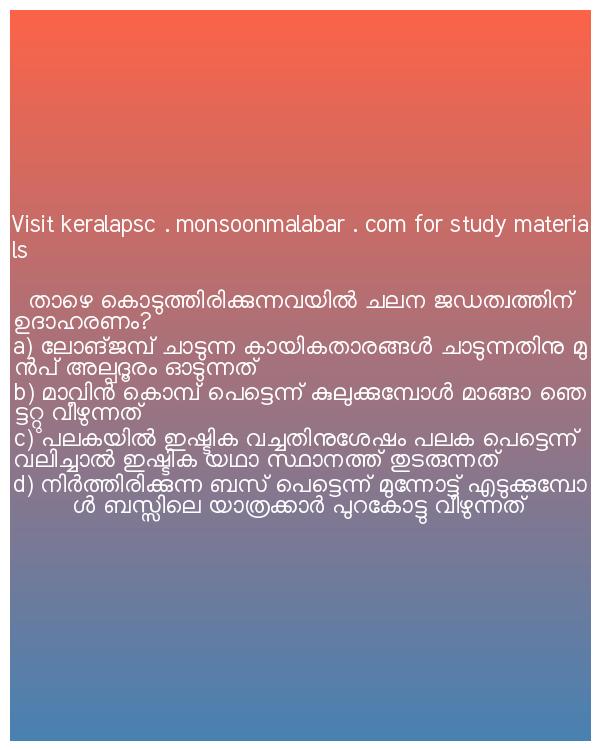 Visit keralapsc . monsoonmalabar . com for study materia
ls
താഴെ കൊടുത്തിരിക്കുന്നവയിൽ ചലന ജഡത്വത്തിന്
ഉദാഹരണം?
a) ലോങ്ജമ്പ് ചാടുന്ന കായികതാരങ്ങൾ ചാടുന്നതിനു മു
ൻപ് അല്പദൂരം ഓടുന്നത്
b) മാവിൻ കൊമ്പ് പെട്ടെന്ന് കുലുക്കുമ്പോൾ മാങ്ങാ ഞെ
ട്ടറ്റു വീഴുന്നത്
c) പലകയിൽ ഇഷ്ടിക വച്ചതിനുശേഷം പലക പെട്ടെന്ന്
വലിച്ചാൽ ഇഷ്ടിക യഥാ സ്ഥാനത്ത് തുടരുന്നത്
d) നിർത്തിരിക്കുന്ന ബസ് പെട്ടെന്ന് മുന്നോട്ട് എടുക്കുമ്പോ
ൾ ബസ്സിലെ യാത്രക്കാർ പുറകോട്ടു വീഴുന്നത്